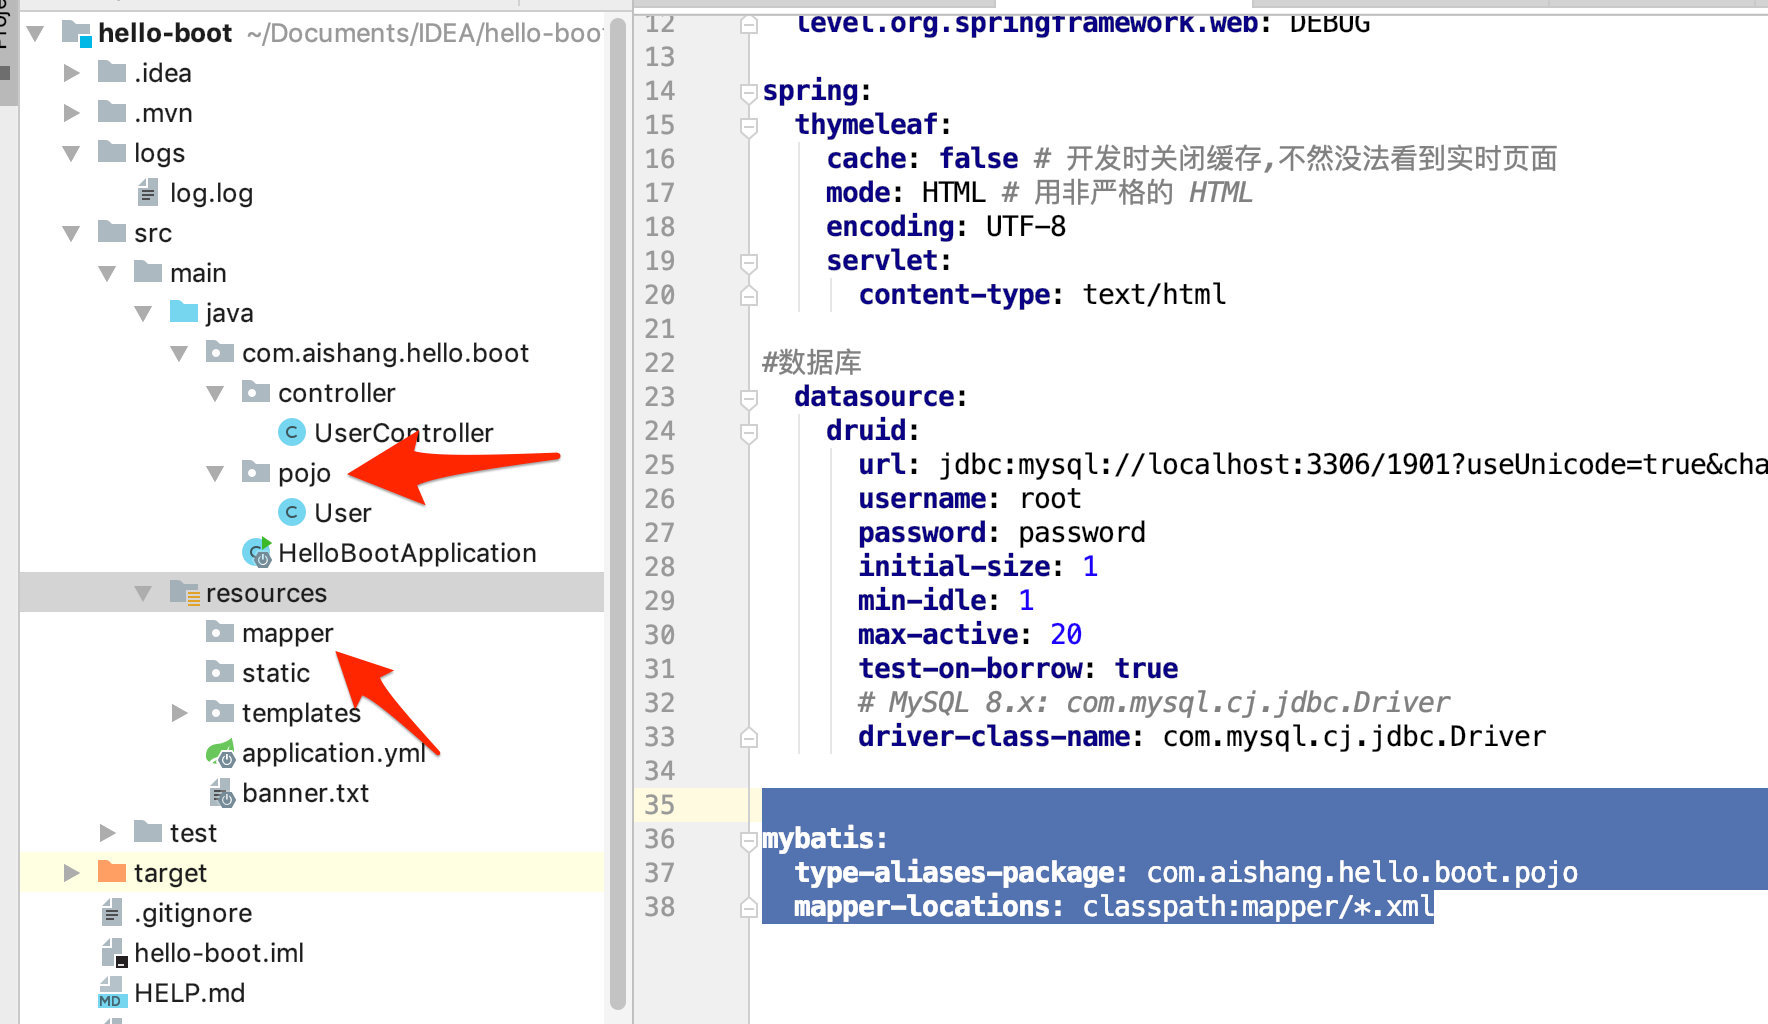 hello-boot ~/Documents/IDEA/hello-boo
.idea
.mvn
logs
log.log
src
main
java
com.aishang.hello.boot
controller
UserController
pojo
User
HelloBootApplication
resources
mapper
static
templates
application.yml
banner.txt
test
target
.gitignore
hello-boot.iml
MD HELP.md
12 level.org.springframework.web: DEBUG
13
14 spring:
15 thymeleaf:
16 cache: false # 开发时关闭缓存,不然没法看到实时页面
17 mode: HTML # 用非严格的 HTML
18 encoding: UTF-8
19 servlet:
20 content-type: text/html
21
22 #数据库
23 datasource:
24 druid:
25 url: jdbc:mysql://localhost:3306/1901?useUnicode=true&cha
26 username: root
27 password: password
28 initial-size: 1
29 min-idle: 1
30 max-active: 20
31 test-on-borrow: true
32 # MySQL 8.x: com.mysql.cj.jdbc.Driver
33 driver-class-name: com.mysql.cj.jdbc.Driver
34
35
36 mybatis:
37 type-aliases-package: com.aishang.hello.boot.pojo
38 mapper-locations: classpath:mapper/*.xml